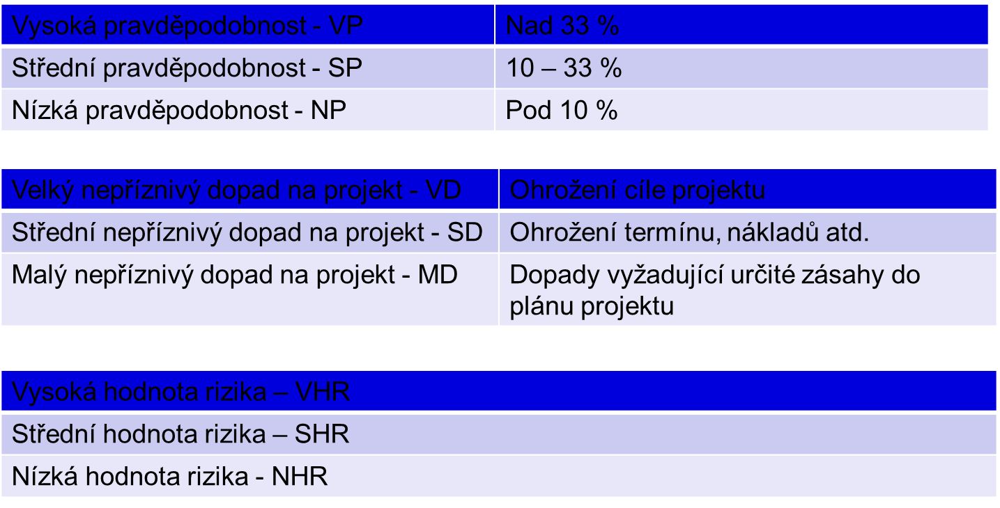 Vysoká pravděpodobnost - VP Nad 33 %
Střední pravděpodobnost - SP 10 – 33 %
Nízká pravděpodobnost - NP Pod 10 %
Velký nepříznivý dopad na projekt - VD Ohrožení cíle projektu
Střední nepříznivý dopad na projekt - SD Ohrožení termínu, nákladů atd.
Malý nepříznivý dopad na projekt - MD Dopady vyžadující určité zásahy do
plánu projektu
Vysoká hodnota rizika – VHR
Střední hodnota rizika – SHR
Nízká hodnota rizika - NHR